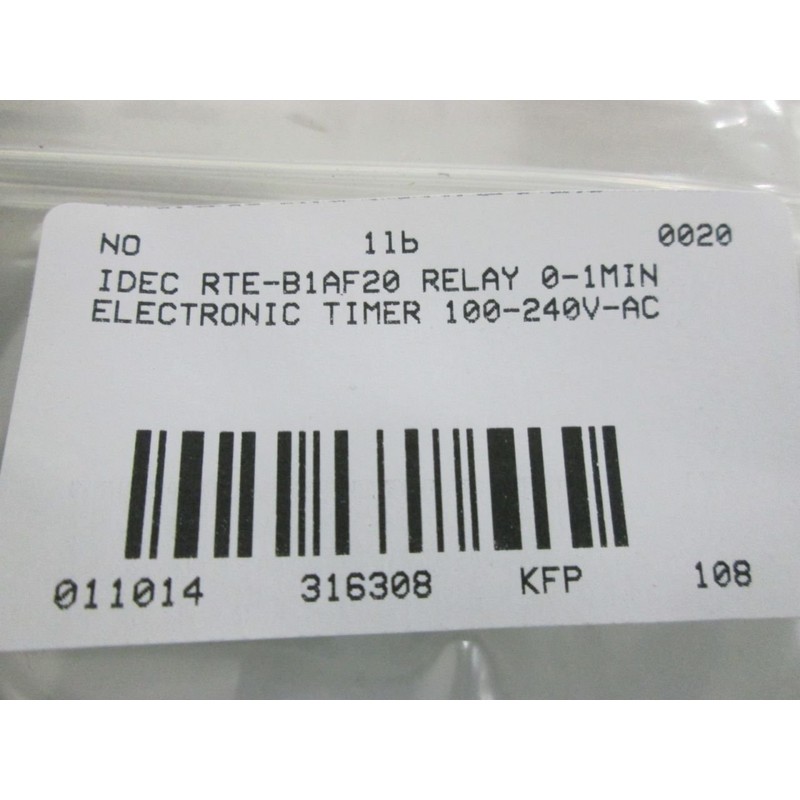 NO 1lb 0020
IDEC RTE-B1AF20 RELAY 0-1MIN
ELECTRONIC TIMER 100-240V-AC
011014 316308 KFP 108